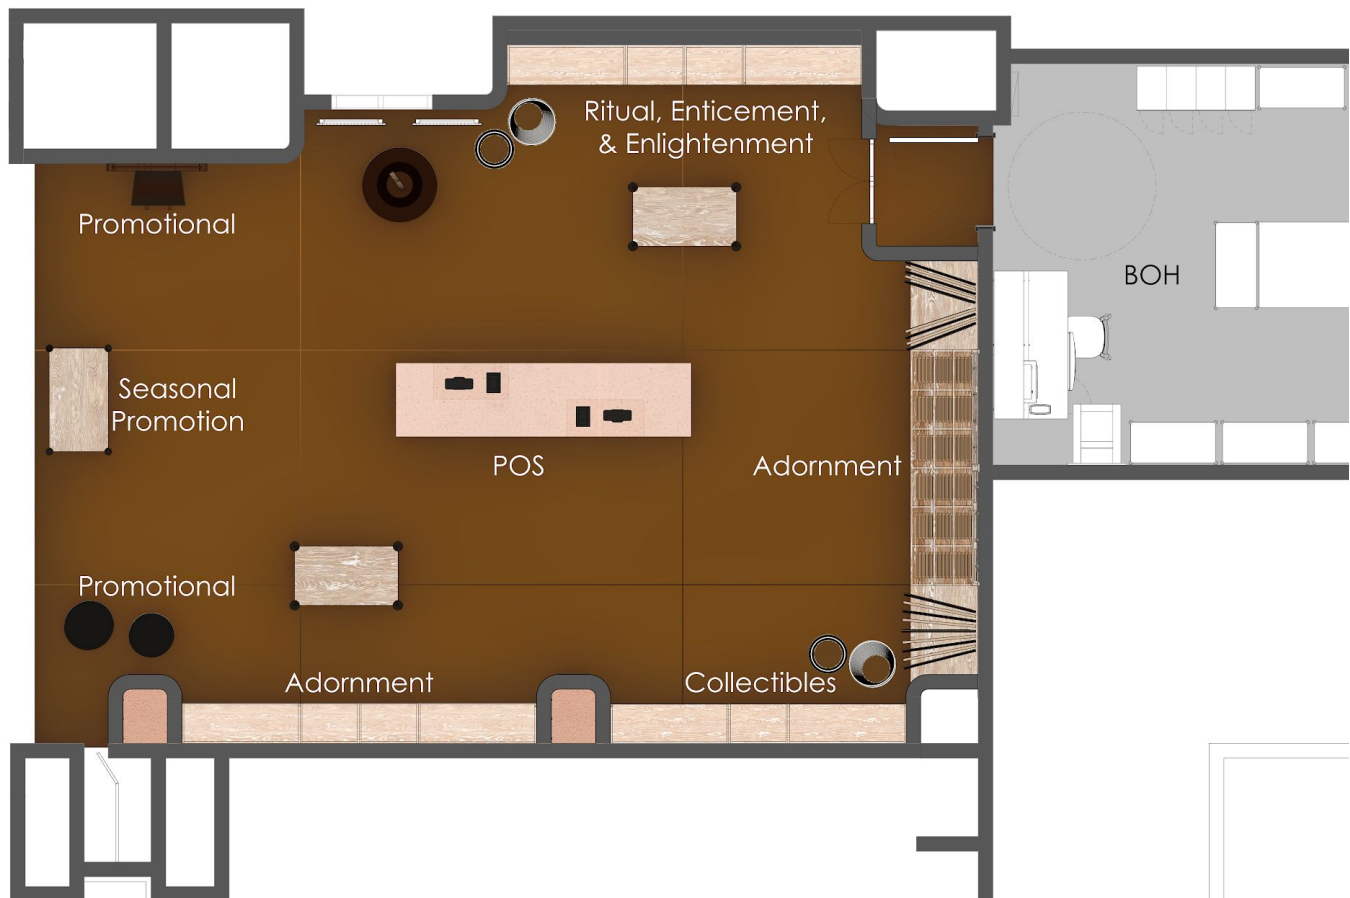 Ritual, Enticement,
& Enlightenment
Promotional
BOH
Seasonal
Promotion
POS
Adornment
Promotional
Adornment
Collectibles